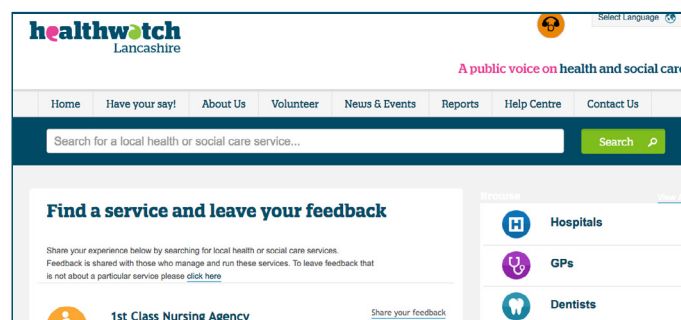 healthwatch
Lancashire
Select Language
A public voice on health and social care
Home Have your say! About Us Volunteer News & Events Reports Help Centre Contact Us
Search for a local health or social care service...
Search
Find a service and leave your feedback
Share your experience below by searching for local health or social care services.
Feedback is shared with those who manage and run these services. To leave feedback that
is not about a particular service please click here
1st Class Nursing Agency
Share your feedback
Browse
View
H
Hospitals
GPs
Dentists